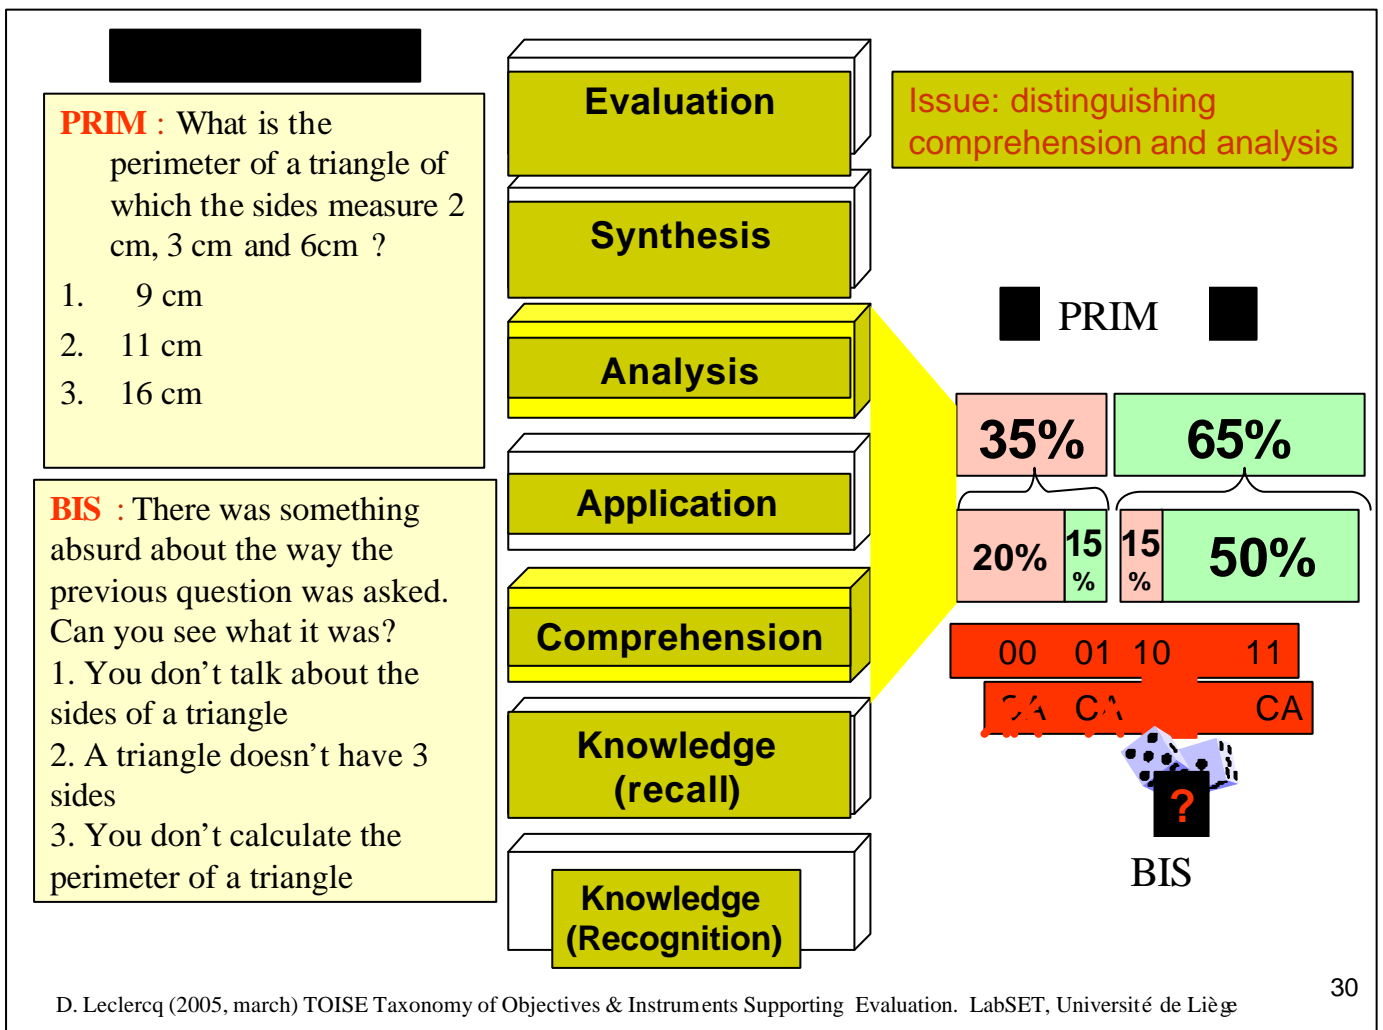 PRIM : What is the
perimeter of a triangle of
which the sides measure 2
cm, 3 cm and 6cm ?
1. 9 cm
2. 11 cm
3. 16 cm
BIS : There was something
absurd about the way the
previous question was asked.
Can you see what it was?
1. You don't talk about the
sides of a triangle
2. A triangle doesn't have 3
sides
3. You don't calculate the
perimeter of a triangle
Evaluation
Synthesis
Analysis
Application
Comprehension
Knowledge
(recall)
Knowledge
(Recognition)
Issue: distinguishing
comprehension and analysis
PRIM
35% 65%
20% 15 % 15 % 50%
00 01 10 11
CA CA CA
?
BIS
D. Leclercq (2005, march) TOISE Taxonomy of Objectives & Instruments Supporting Evaluation. LabSET, Université de Liège
30